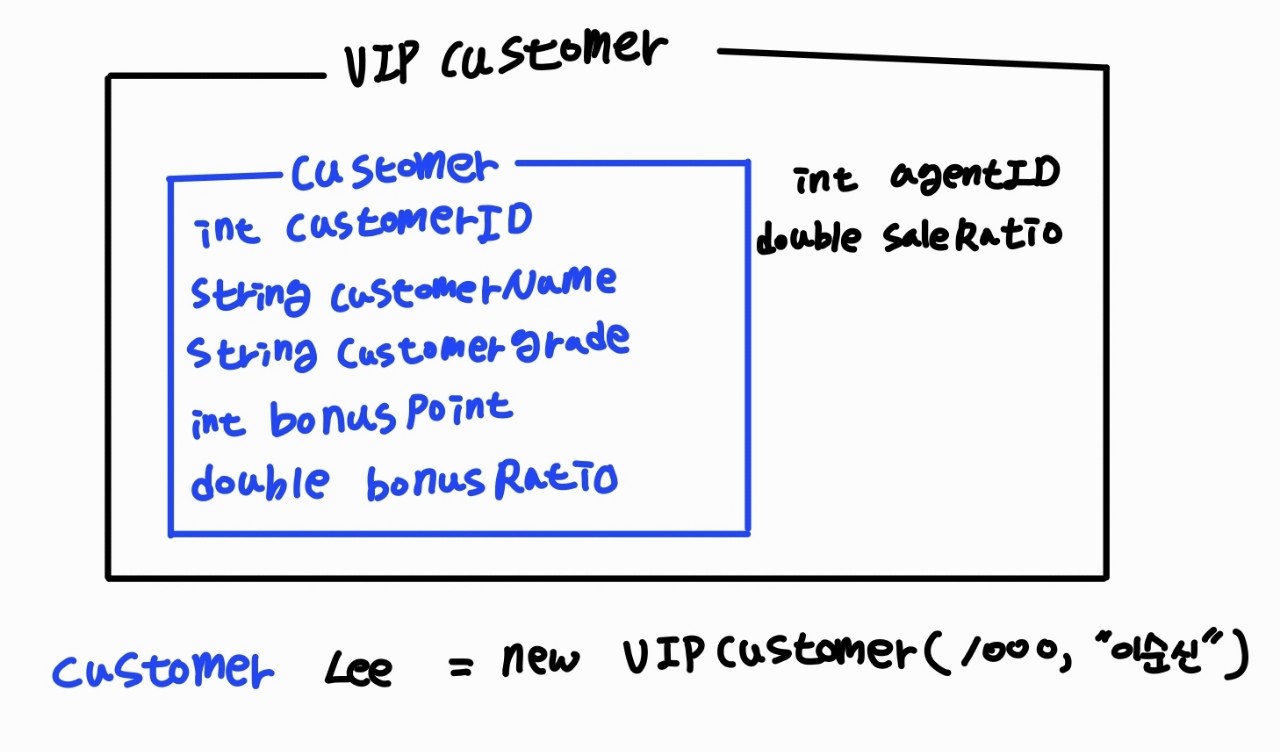 VIP Customer
Customer
int customerID
String customerName
String Customergrade
int bonusPoint
double bonusRatio
int agentID
double saleRatio
Customer Lee = new VIPCustomer(1000, "이순신")